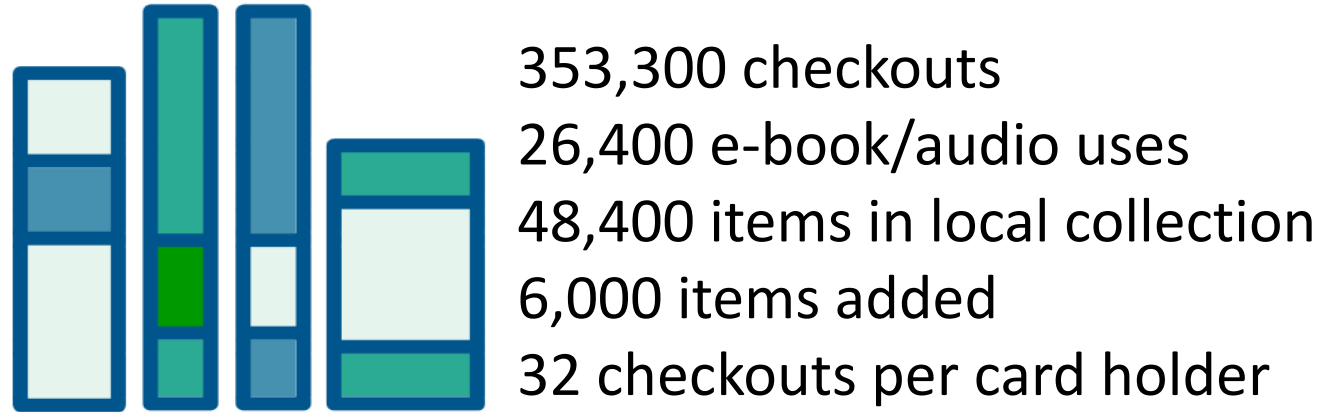 353,300 checkouts
26,400 e-book/audio uses
48,400 items in local collection
6,000 items added
32 checkouts per card holder